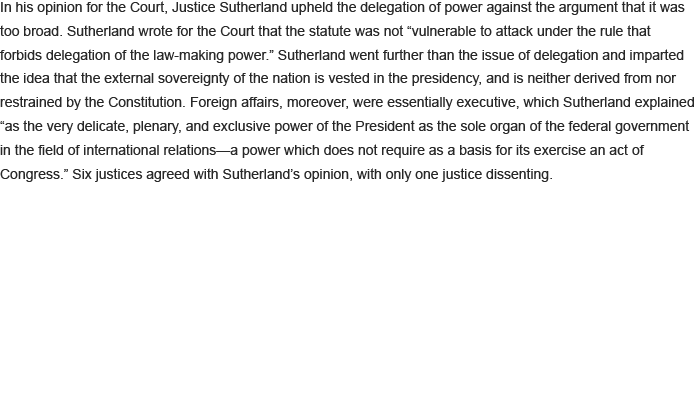 In his opinion for the Court, Justice Sutherland upheld the delegation of power against the argument that it was
too broad. Sutherland wrote for the Court that the statute was not “vulnerable to attack under the rule that
forbids delegation of the law-making power.” Sutherland went further than the issue of delegation and imparted
the idea that the external sovereignty of the nation is vested in the presidency, and is neither derived from nor
restrained by the Constitution. Foreign affairs, moreover, were essentially executive, which Sutherland explained
“as the very delicate, plenary, and exclusive power of the President as the sole organ of the federal government
in the field of international relations—a power which does not require as a basis for its exercise an act of
Congress.” Six justices agreed with Sutherland’s opinion, with only one justice dissenting.